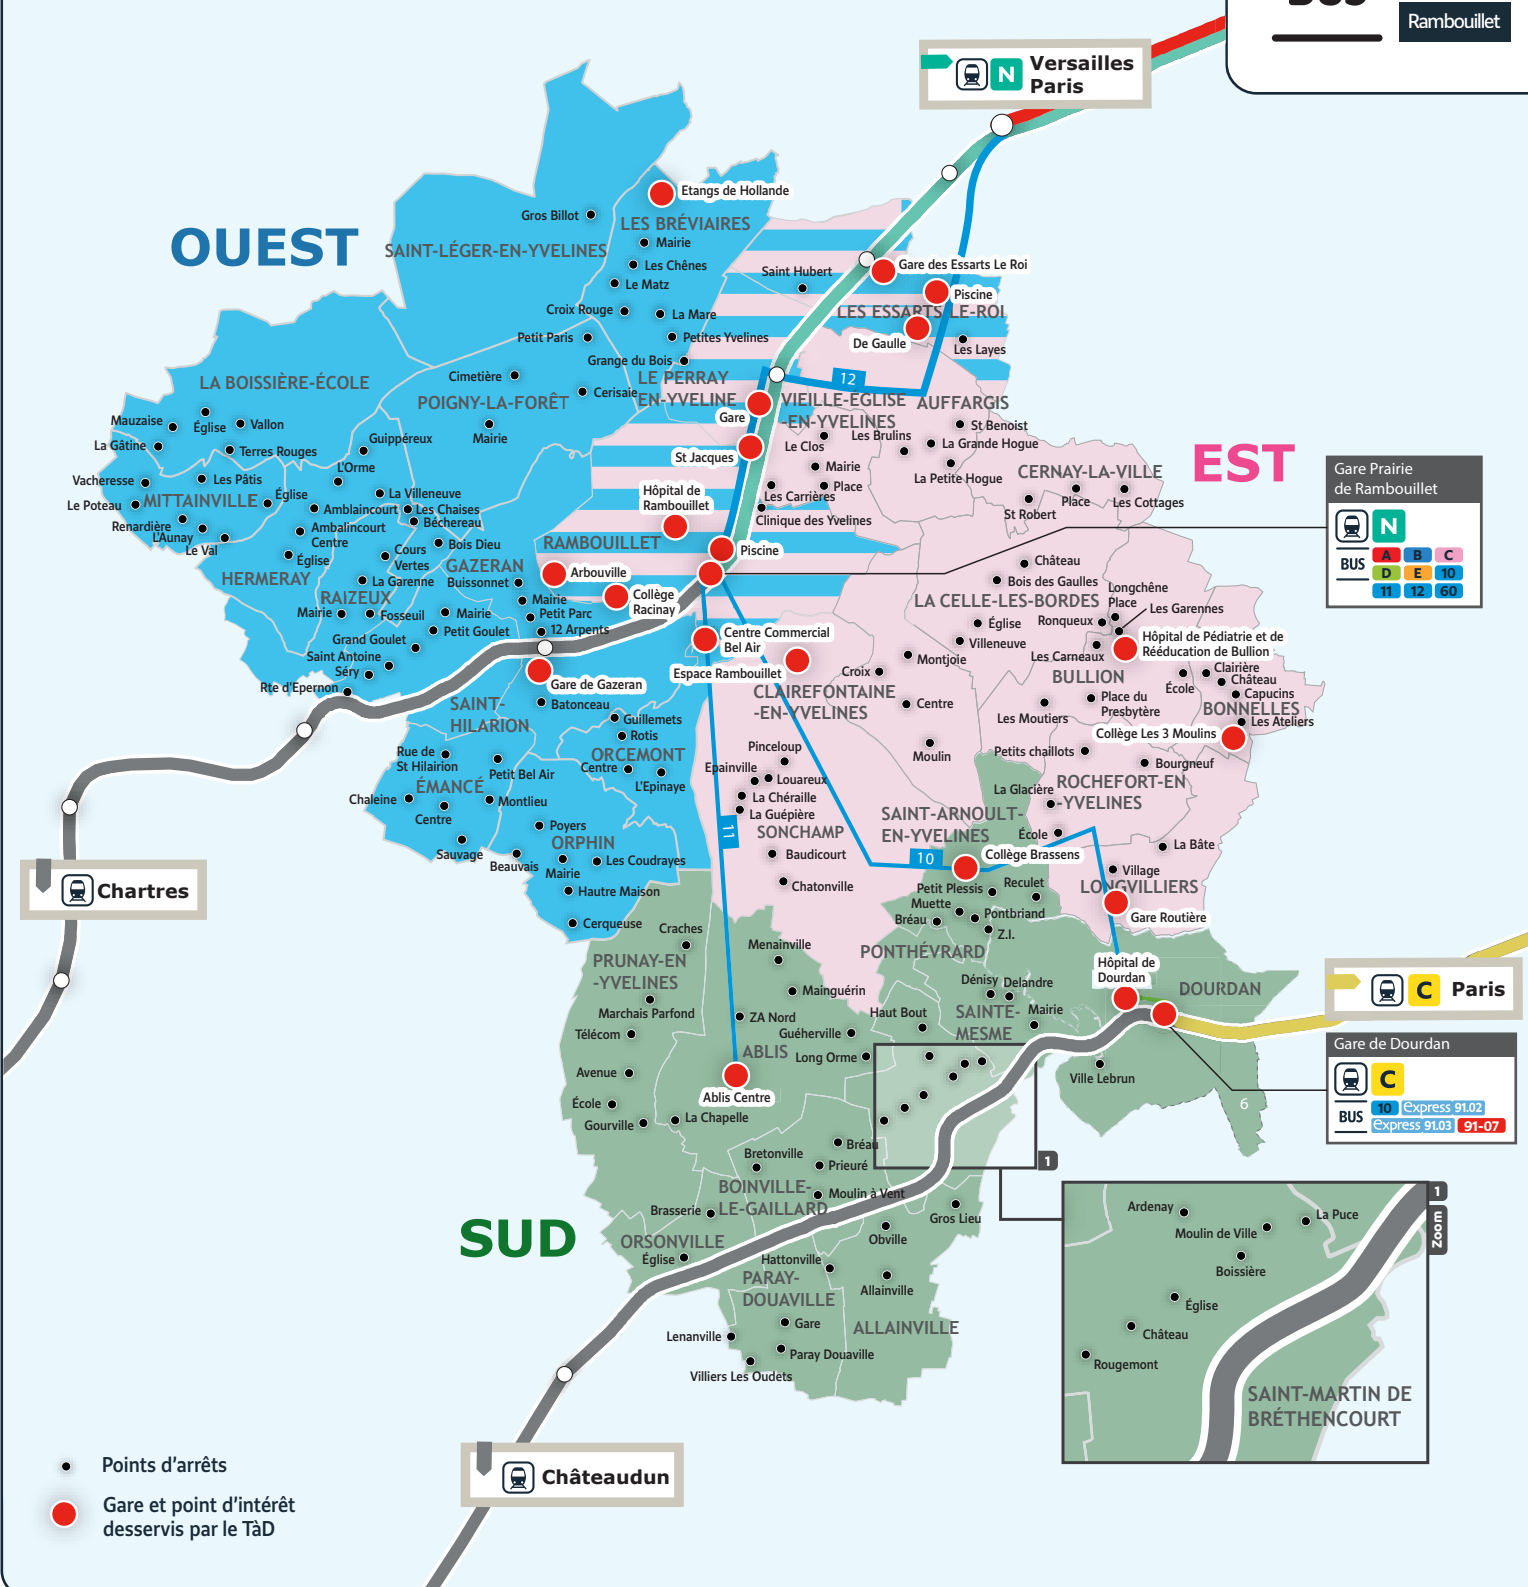 Rambouillet
N
Versailles
Paris
OUEST
EST
SUD
Etangs de Hollande
Gros Billot
LES BRÉVIAIRES
SAINT-LÉGER-EN-YVELINES
Mairie
Les Chênes
Le Matz
Croix Rouge
La Mare
Petit Paris
Petites Yvelines
Grange du Bois
Saint Hubert
Gare des Essarts Le Roi
Piscine
LES ESSARTS-LE-ROI
De Gaulle
Les Layes
12
LE PERRAY
EN-YVELINE
Gare
St Jacques
VIEILLE-ÉGLISE
-EN-YVELINES
AUFFARGIS
Le Clos
Les Brulins
St Benoist
La Grande Hogue
La Petite Hogue
Mairie
Place
Les Carrières
Clinique des Yvelines
CERNAY-LA-VILLE
Place
Les Cottages
St Robert
LA BOISSIÈRE-ÉCOLE
Cimetière
Cerisaie
POIGNY-LA-FORÊT
Mairie
Mauzaise
Église
Vallon
La Gâtine
Terres Rouges
Guippéreux
L'Orme
Vacheresse
Les Pâtis
MITTAINVILLE
Église
La Villeneuve
Le Poteau
Amblaincourt
Les Chaises
Béchereau
Renardière
L'Aunay
Le Val
Ambalincourt
Centre
Église
Cours
Vertes
Bois Dieu
HERMERAY
GAZERAN
Buissonnet
La Garenne
RAIZEUX
Mairie
Fosseuil
Mairie
Mairie
Petit Parc
12 Arpents
Grand Goulet
Petit Goulet
Saint Antoine
Séry
Rte d'Epernon
Hôpital de
Rambouillet
RAMBOUILLET
Piscine
Arbouville
Collège
Racinay
Centre Commercial
Bel Air
Espace Rambouillet
Gare de Gazeran
Batonceau
SAINT-
HILARION
Guillemets
Rotis
ORCEMONT
Centre
L'Epinaye
Rue de
St Hilairion
Petit Bel Air
ÉMANCÉ
Chaleine
Centre
Montlieu
Sauvage
Poyers
ORPHIN
Beauvais
Mairie
Les Coudrayes
Hautre Maison
Cerqueuse
Château
Bois des Gaulles
LA CELLE-LES-BORDES
Longchêne
Place
Les Garennes
Ronqueux
Église
Villeneuve
Les Carneaux
Hôpital de Pédiatrie et de
Rééducation de Bullion
Montjoie
Croix
CLAIREFONTAINE
-EN-YVELINES
Centre
Moulin
BULLION
Clairière
École
Château
Capucins
BONNELLES
Les Ateliers
Place du
Presbytère
Les Moutiers
Collège Les 3 Moulins
Petits chaillots
Bourgneuf
ROCHEFORT-EN
-YVELINES
La Glacière
École
La Bâte
Pinceloup
Epainville
Louareux
La Chéraille
La Guépière
SONCHAMP
Baudicourt
Chatonville
11
10
SAINT-ARNOULT-
EN-YVELINES
Collège Brassens
Petit Plessis
Reculet
Muette
Pontbriand
Bréau
Z.I.
PONTHÉVRARD
Village
LONGVILLIERS
Gare Routière
Hôpital de
Dourdan
DOURDAN
Craches
PRUNAY-EN
-YVELINES
Marchais Parfond
Télécom
Avenue
École
Gourville
La Chapelle
Menainville
Mainguérin
ZA Nord
ABLIS
Guéherville
Long Orme
Ablis Centre
Dénisy
Delandre
SAINTE-
MESME
Haut Bout
Mairie
Ville Lebrun
6
Bréau
Bretonville
Prieuré
BOINVILLE-
LE-GAILLARD
Moulin à Vent
Brasserie
ORSONVILLE
Église
Gros Lieu
Obville
Hattonville
PARAY-
DOUAVILLE
Allainville
Gare
ALLAINVILLE
Lenanville
Paray Douaville
Villiers Les Oudets
1
Gare Prairie
de Rambouillet
N
BUS
A B C
D E 10
11 12 60
C Paris
Gare de Dourdan
C
BUS
10 express 91.02
express 91.03 91-07
1
Zoom
Ardenay
La Puce
Moulin de Ville
Boissière
Église
Château
Rougemont
SAINT-MARTIN DE
BRÉTHENCOURT
Chartres
Châteaudun
Points d'arrêts
Gare et point d'intérêt
desservis par le TàD